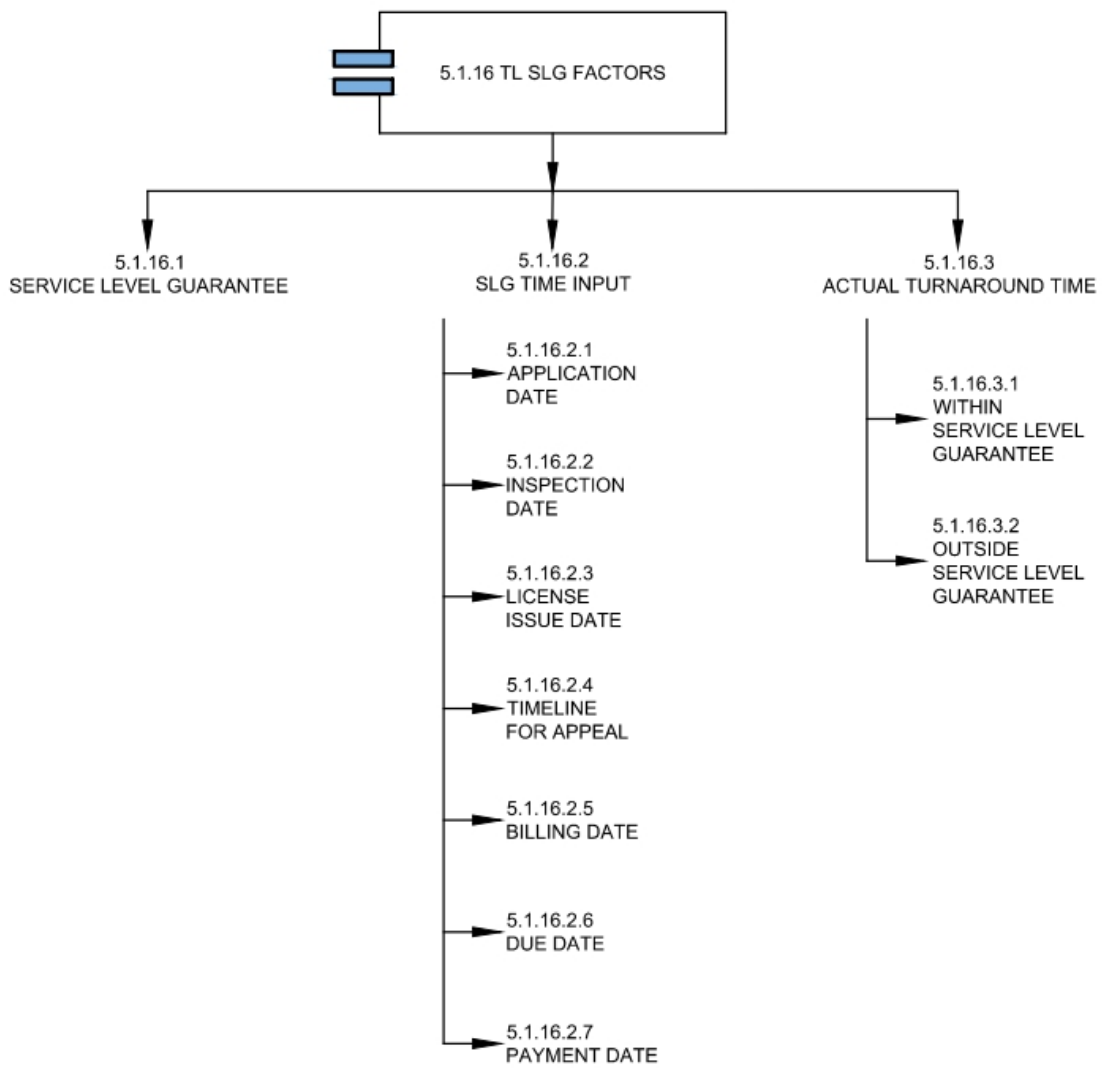 5.1.16 TL SLG FACTORS
5.1.16.1
SERVICE LEVEL GUARANTEE
5.1.16.2
SLG TIME INPUT
5.1.16.2.1
APPLICATION
DATE
5.1.16.2.2
INSPECTION
DATE
5.1.16.2.3
LICENSE
ISSUE DATE
5.1.16.2.4
TIMELINE
FOR APPEAL
5.1.16.2.5
BILLING DATE
5.1.16.2.6
DUE DATE
5.1.16.2.7
PAYMENT DATE
5.1.16.3
ACTUAL TURNAROUND TIME
5.1.16.3.1
WITHIN
SERVICE LEVEL
GUARANTEE
5.1.16.3.2
OUTSIDE
SERVICE LEVEL
GUARANTEE